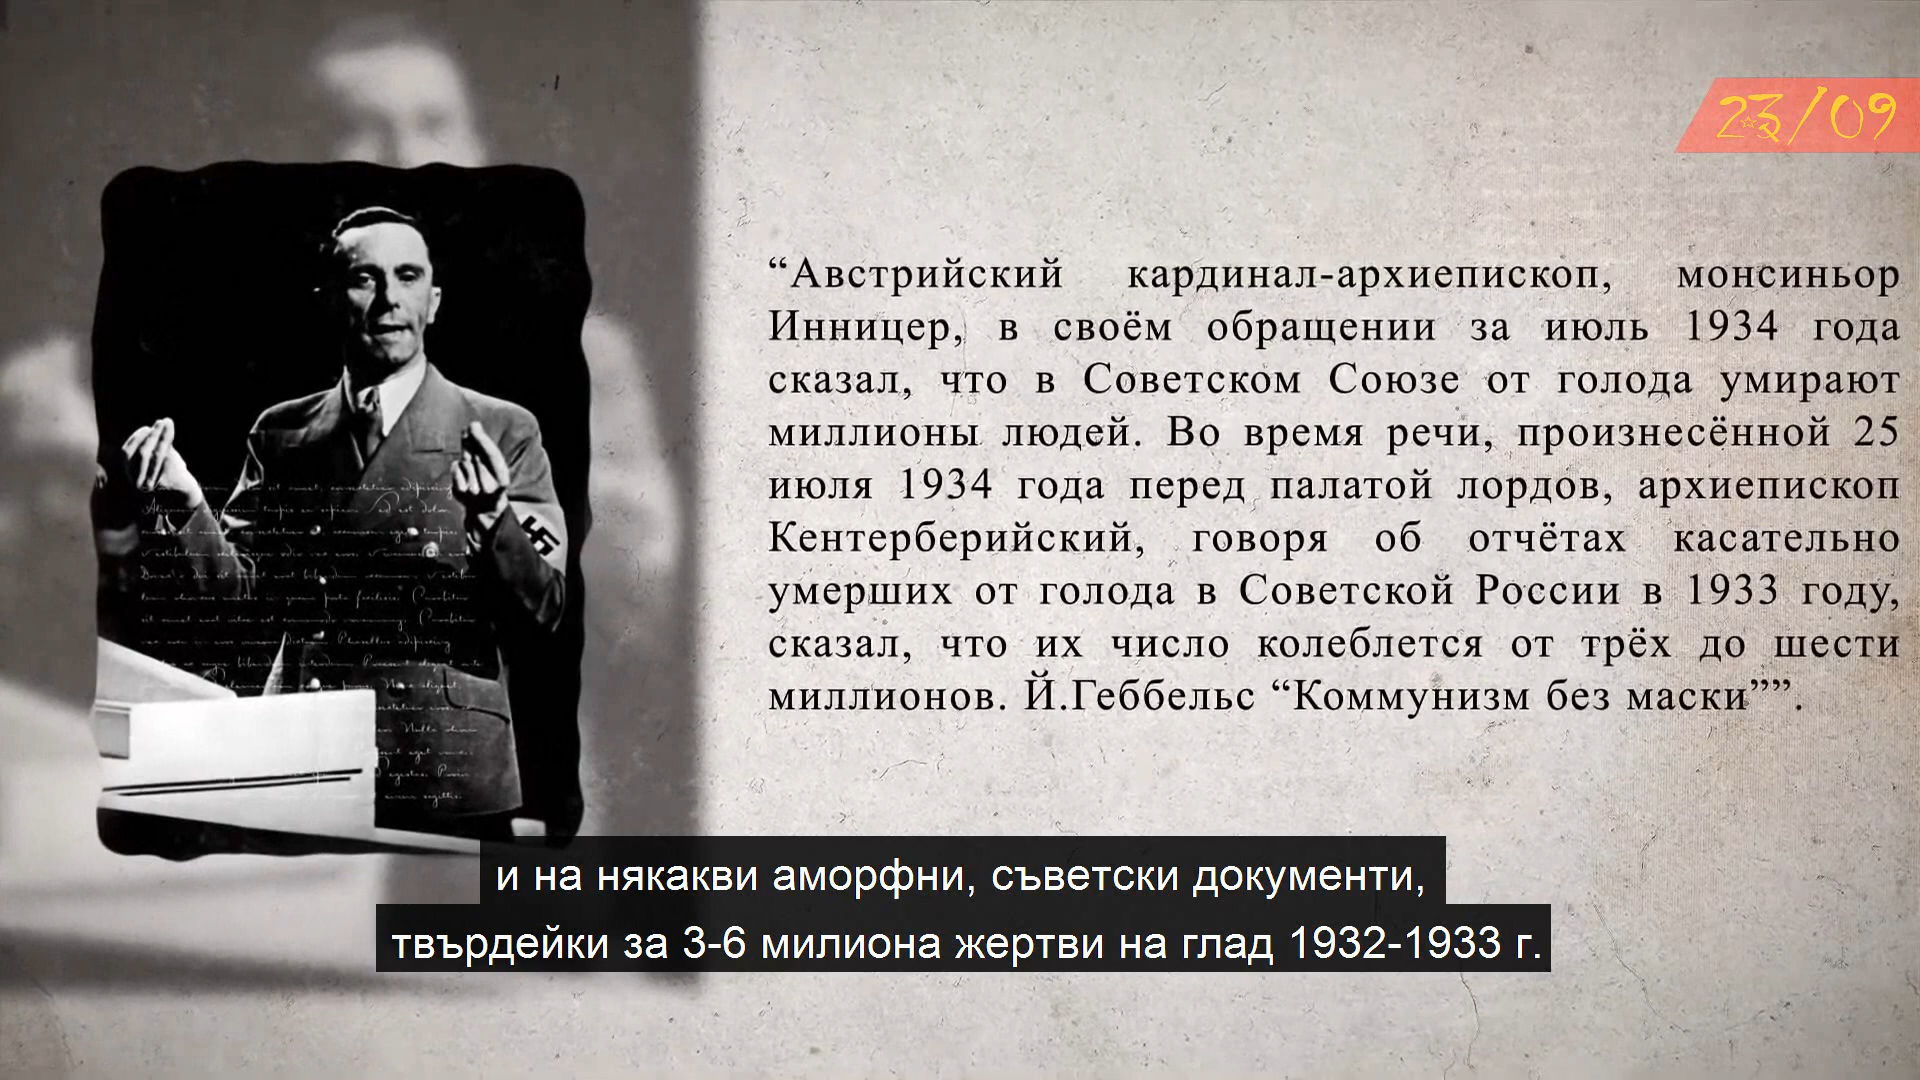 23/09
“Австрийский кардинал-архиепископ, монсиньор
Инницер, в своём обращении за июль 1934 года
сказал, что в Советском Союзе от голода умирают
миллионы людей. Во время речи, произнесённой 25
июля 1934 года перед палатой лордов, архиепископ
Кентерберийский, говоря об отчётах касательно
умерших от голода в Советской России в 1933 году,
сказал, что их число колеблется от трёх до шести
миллионов. Й.Геббельс “Коммунизм без маски””.
и на някакви аморфни, съветски документи,
твърдейки за 3-6 милиона жертви на глад 1932-1933 г.